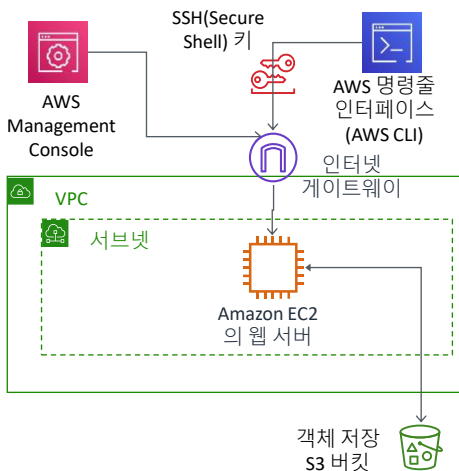 SSH(Secure
Shell) 키
AWS
Management
Console
AWS 명령줄
인터페이스
(AWS CLI)
인터넷
게이트웨이
VPC
서브넷
Amazon EC2
의 웹 서버
객체 저장
S3 버킷